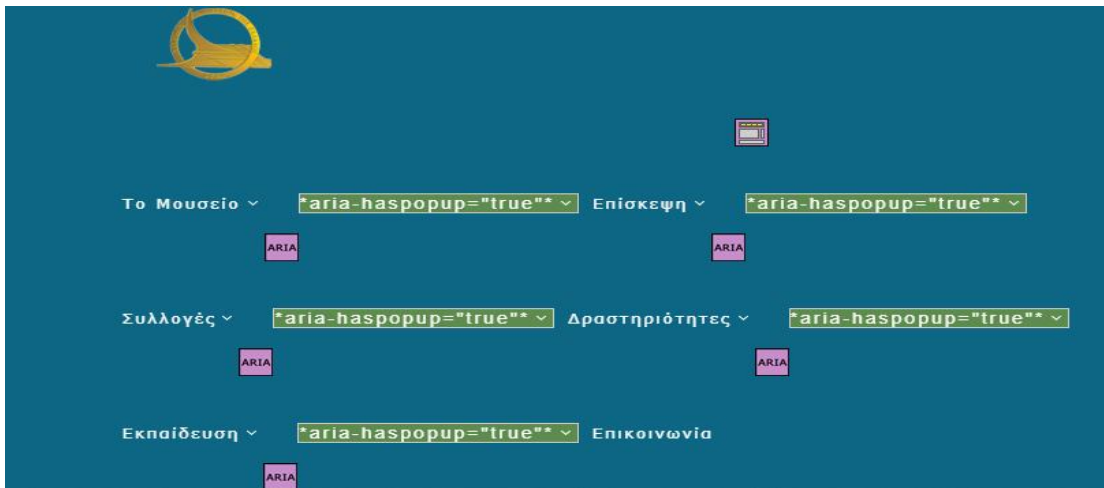 Το Μουσείο *aria-haspopup="true"* Επίσκεψη *aria-haspopup="true"*
ARIA ARIA
Συλλογές *aria-haspopup="true"* Δραστηριότητες *aria-haspopup="true"*
ARIA ARIA
Εκπαίδευση *aria-haspopup="true"* Επικοινωνία
ARIA